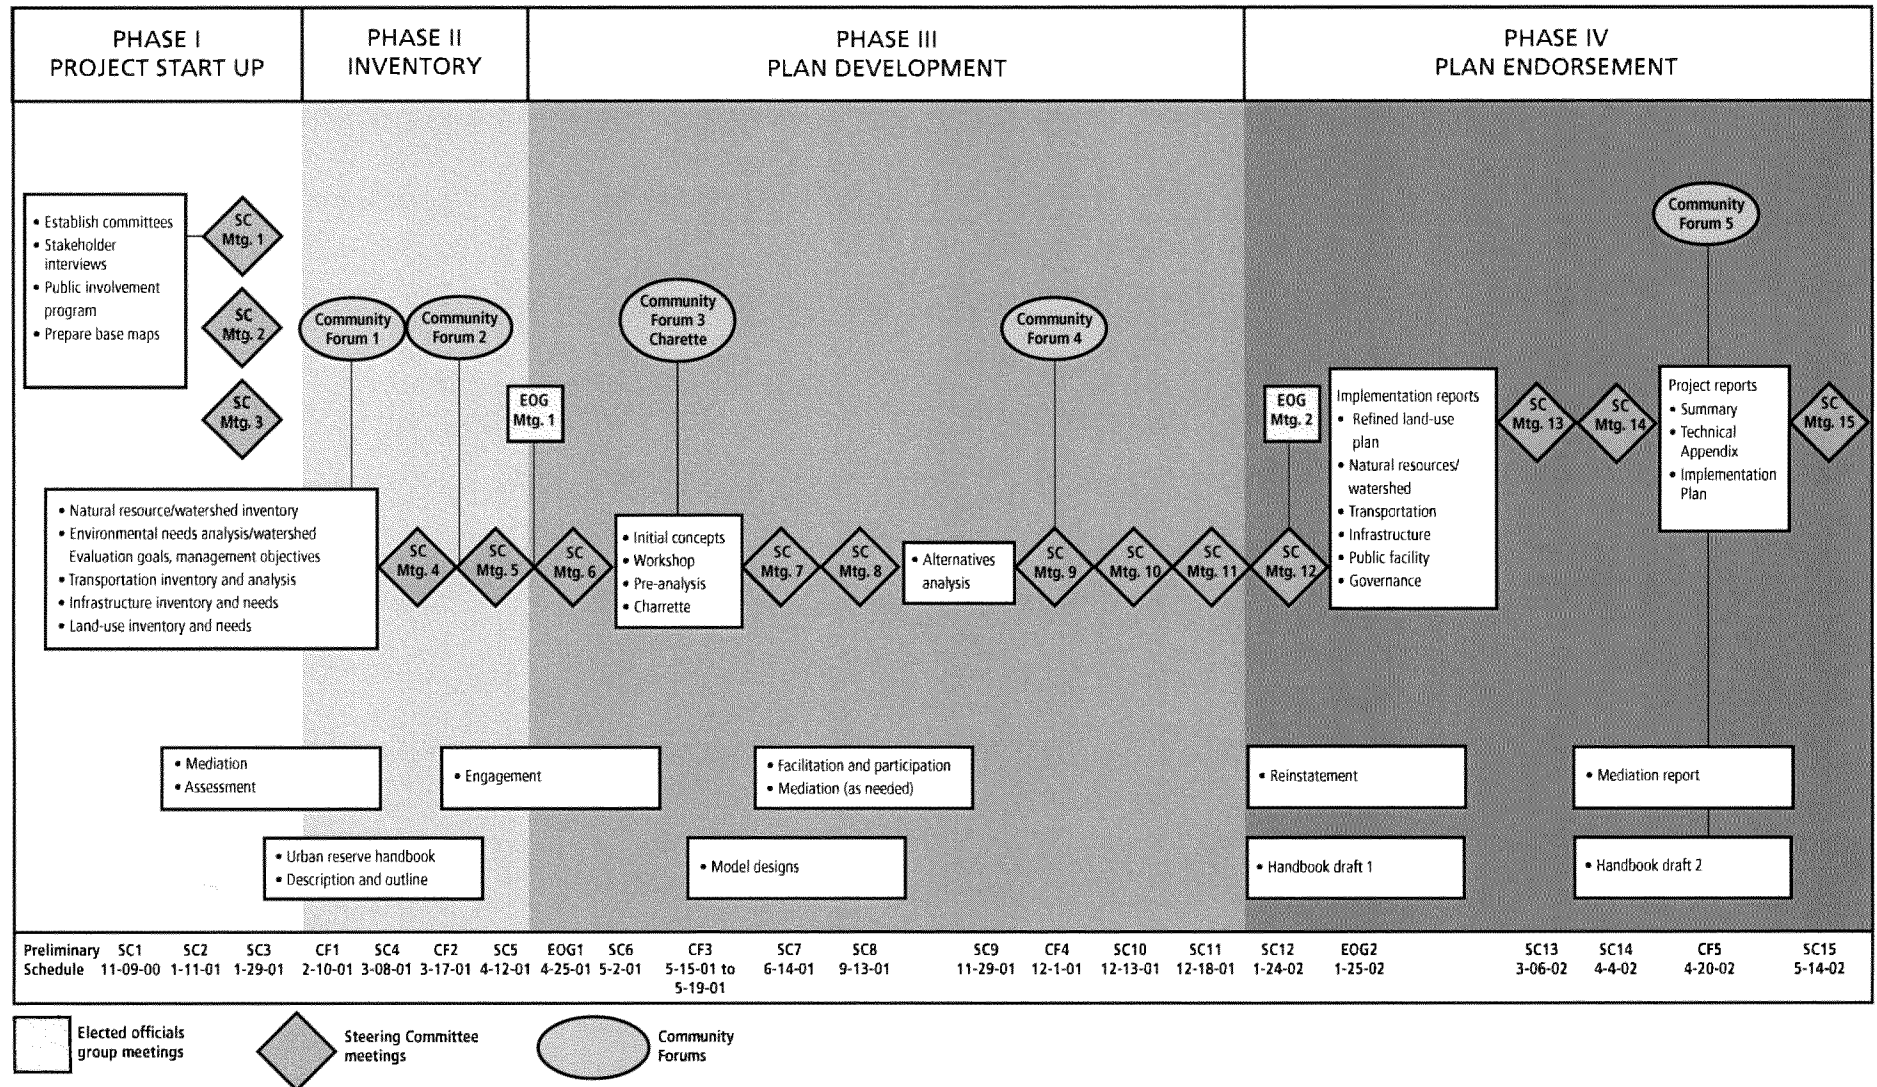 PHASE I
PROJECT START UP
PHASE II
INVENTORY
PHASE III
PLAN DEVELOPMENT
PHASE IV
PLAN ENDORSEMENT
• Establish committees
• Stakeholder
interviews
• Public involvement
program
• Prepare base maps
SC
Mtg. 1
SC
Mtg. 2
SC
Mtg. 3
Community
Forum 1
Community
Forum 2
EOG
Mtg. 1
Community
Forum 3
Charette
Community
Forum 4
Community
Forum 5
• Natural resource/watershed inventory
• Environmental needs analysis/watershed
Evaluation goals, management objectives
• Transportation inventory and analysis
• Infrastructure inventory and needs
• Land-use inventory and needs
SC
Mtg. 4
SC
Mtg. 5
SC
Mtg. 6
• Initial concepts
• Workshop
• Pre-analysis
• Charrette
SC
Mtg. 7
SC
Mtg. 8
• Alternatives
analysis
SC
Mtg. 9
SC
Mtg. 10
SC
Mtg. 11
SC
Mtg. 12
EOG
Mtg. 2
Implementation reports
• Refined land-use
plan
• Natural resources/
watershed
• Transportation
• Infrastructure
• Public facility
• Governance
SC
Mtg. 13
SC
Mtg. 14
Project reports
• Summary
• Technical
Appendix
• Implementation
Plan
SC
Mtg. 15
• Mediation
• Assessment
• Engagement
• Facilitation and participation
• Mediation (as needed)
• Reinstatement
• Mediation report
• Urban reserve handbook
• Description and outline
• Model designs
• Handbook draft 1
• Handbook draft 2
Preliminary SC1 SC2 SC3 CF1 SC4 CF2 SC5 EOG1 SC6 CF3 SC7 SC8 SC9 CF4 SC10 SC11 SC12 EOG2 SC13 SC14 CF5 SC15
Schedule 11-09-00 1-11-01 1-29-01 2-10-01 3-08-01 3-17-01 4-12-01 4-25-01 5-2-01 5-15-01 to 6-14-01 9-13-01 11-29-01 12-1-01 12-13-01 12-18-01 1-24-02 1-25-02 3-06-02 4-4-02 4-20-02 5-14-02
5-19-01
Elected officials
group meetings
Steering Committee
meetings
Community
Forums